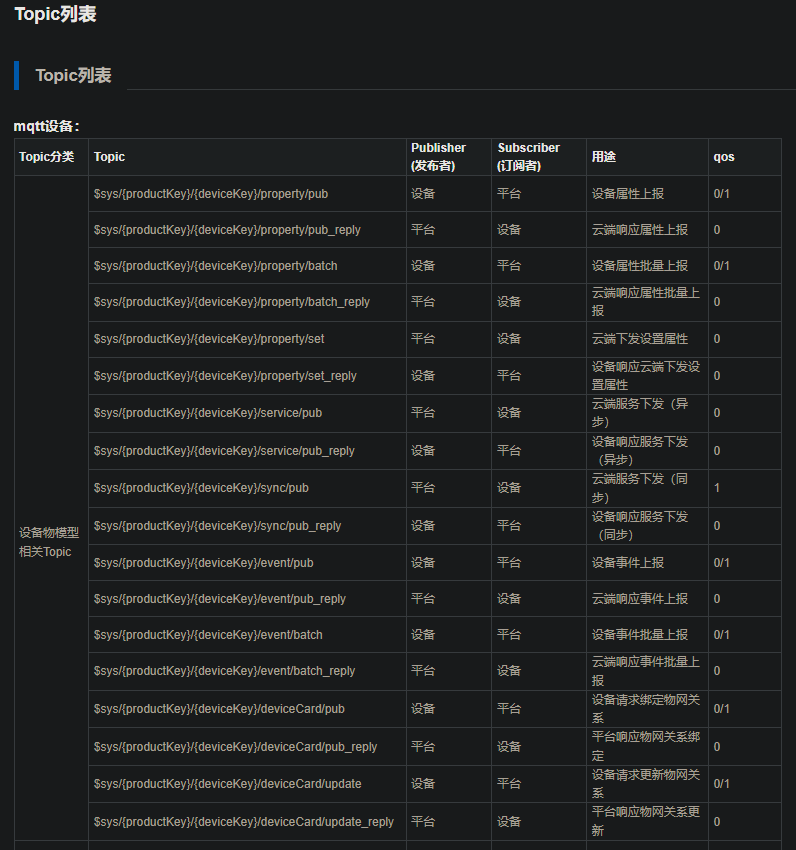 Topic列表
Topic列表
mqtt设备：
Topic分类 Topic Publisher (发布者) Subscriber (订阅者) 用途 qos
设备物模型相关Topic
$sys/{productKey}/{deviceKey}/property/pub 设备 平台 设备属性上报 0/1
$sys/{productKey}/{deviceKey}/property/pub_reply 平台 设备 云端响应属性上报 0
$sys/{productKey}/{deviceKey}/property/batch 设备 平台 设备属性批量上报 0/1
$sys/{productKey}/{deviceKey}/property/batch_reply 平台 设备 云端响应属性批量上报 0
$sys/{productKey}/{deviceKey}/property/set 平台 设备 云端下发设置属性 0
$sys/{productKey}/{deviceKey}/property/set_reply 设备 平台 设备响应云端下发设置属性 0
$sys/{productKey}/{deviceKey}/service/pub 平台 设备 云端服务下发（异步） 0
$sys/{productKey}/{deviceKey}/service/pub_reply 设备 平台 设备响应服务下发（异步） 0
$sys/{productKey}/{deviceKey}/sync/pub 平台 设备 云端服务下发（同步） 1
$sys/{productKey}/{deviceKey}/sync/pub_reply 设备 平台 设备响应服务下发（同步） 0
$sys/{productKey}/{deviceKey}/event/pub 设备 平台 设备事件上报 0/1
$sys/{productKey}/{deviceKey}/event/pub_reply 平台 设备 云端响应事件上报 0
$sys/{productKey}/{deviceKey}/event/batch 设备 平台 设备事件批量上报 0/1
$sys/{productKey}/{deviceKey}/event/batch_reply 平台 设备 云端响应事件批量上报 0
$sys/{productKey}/{deviceKey}/deviceCard/pub 设备 平台 设备请求绑定物网关系 0/1
$sys/{productKey}/{deviceKey}/deviceCard/pub_reply 平台 设备 平台响应物网关系绑定 0
$sys/{productKey}/{deviceKey}/deviceCard/update 设备 平台 设备请求更新物网关系 0/1
$sys/{productKey}/{deviceKey}/deviceCard/update_reply 平台 设备 平台响应物网关系更新 0